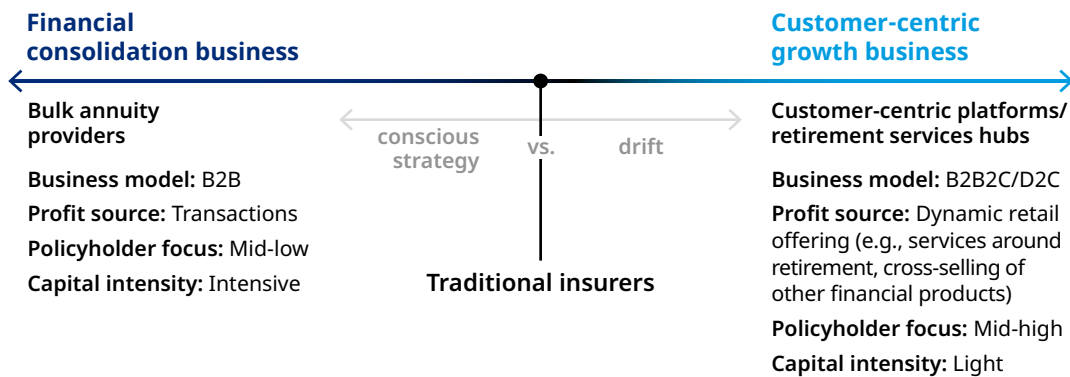 Financial
consolidation business
Customer-centric
growth business
Bulk annuity
providers
Business model: B2B
Profit source: Transactions
Policyholder focus: Mid-low
Capital intensity: Intensive
conscious
strategy
vs.
drift
Traditional insurers
Customer-centric platforms/
retirement services hubs
Business model: B2B2C/D2C
Profit source: Dynamic retail
offering (e.g., services around
retirement, cross-selling of
other financial products)
Policyholder focus: Mid-high
Capital intensity: Light